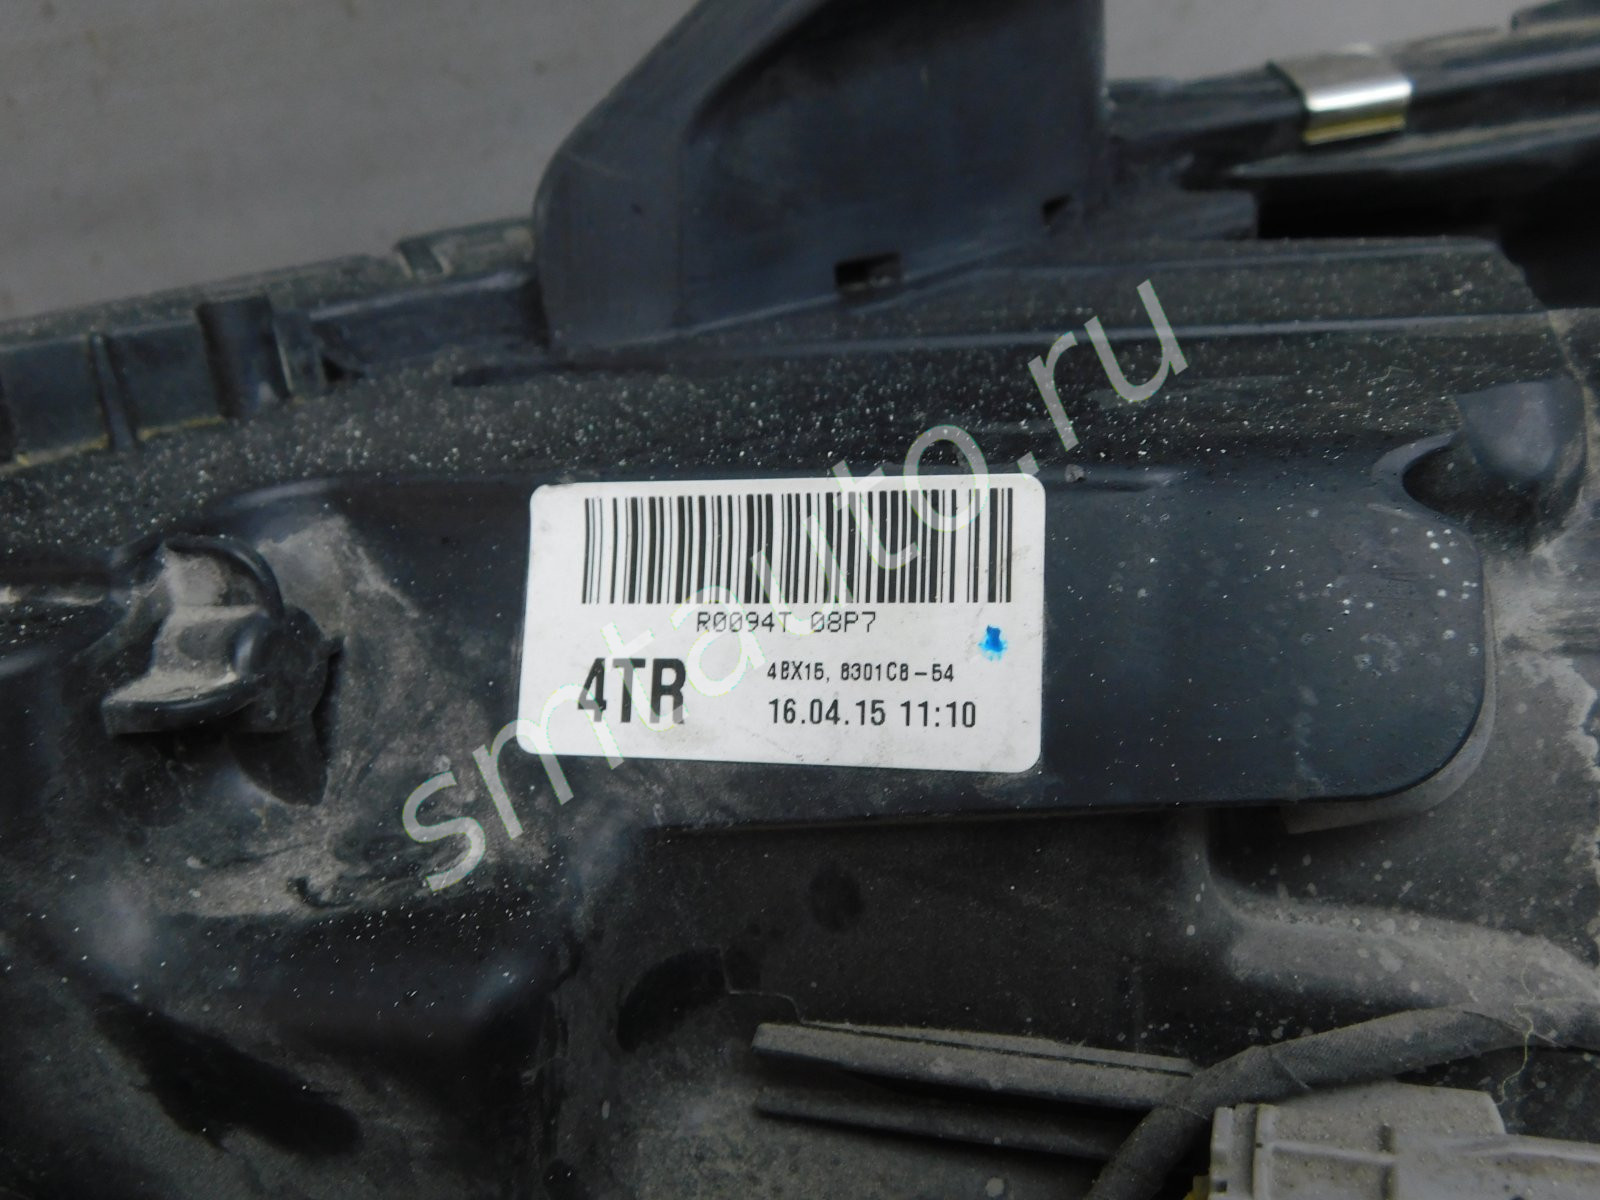 R0094T 08P7
4TR
4BX15, 8301C8-54
16.04.15 11:10
smtauto.ru